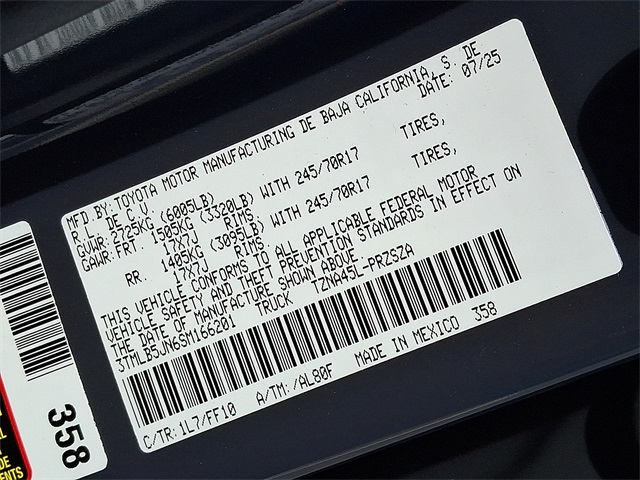 MFD.BY:TOYOTA MOTOR MANUFACTURING DE BAJA CALIFORNIA, S. DE
R.L. DE C.V. DATE: 07/25
GVWR: 2725KG (6005LB)
GAWR: FRT. 1505KG (3320LB) WITH 245/70R17 TIRES,
17X7J RIMS,
RR. 1405KG (3095LB) WITH 245/70R17 TIRES,
17X7J RIMS,
THIS VEHICLE CONFORMS TO ALL APPLICABLE FEDERAL MOTOR
VEHICLE SAFETY AND THEFT PREVENTION STANDARDS IN EFFECT ON
THE DATE OF MANUFACTURE SHOWN ABOVE.
3TMLB5JN6SM166201 TRUCK TZNA45L-PRZSZA
C/TR: 1L7/FF10 A/TM: /AL80F MADE IN MEXICO 358
358